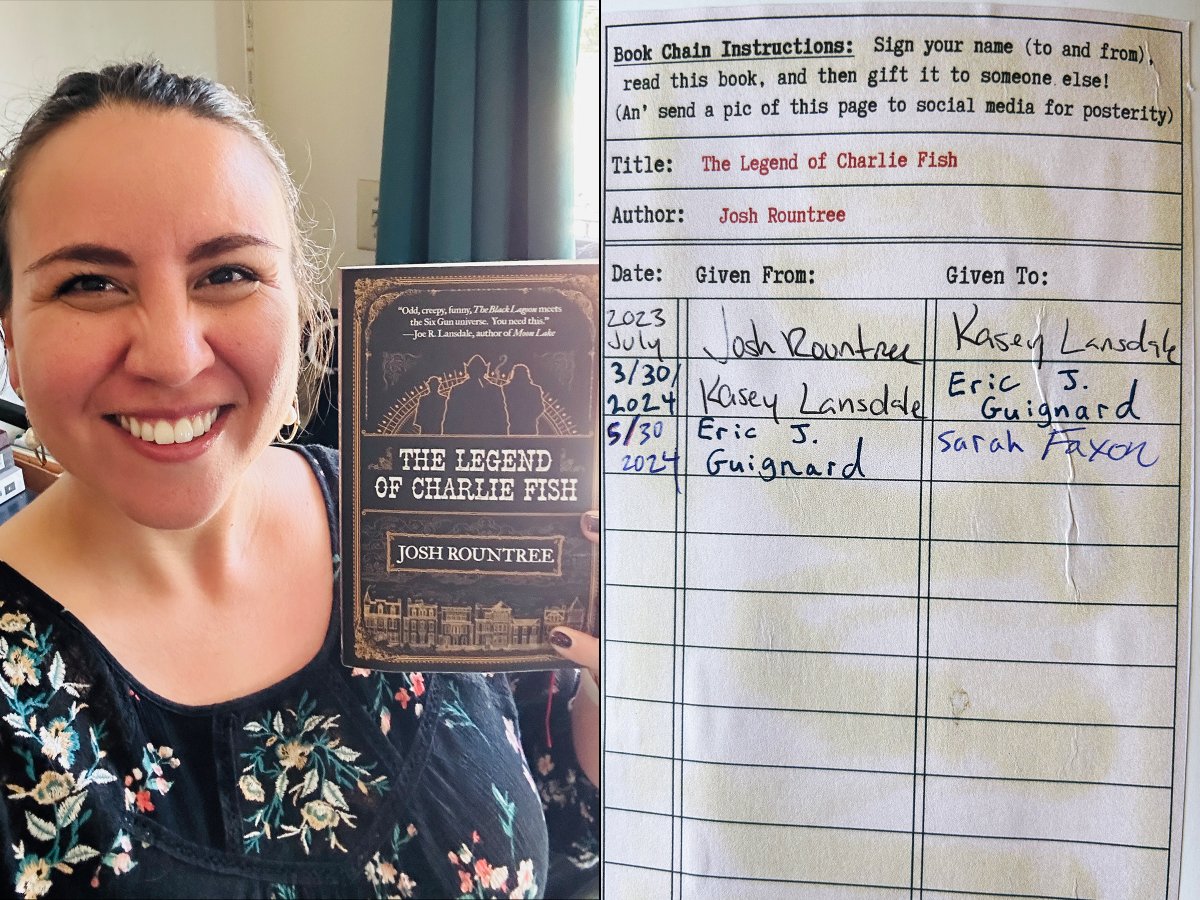 “Odd, creepy, funny, The Black Lagoon meets
the Six Gun universe. You need this.”
—Joe R. Lansdale, author of Moon Lake
THE LEGEND
OF CHARLIE FISH
JOSH ROUNTREE
Book Chain Instructions: Sign your name (to and from),
read this book, and then gift it to someone else!
(An' send a pic of this page to social media for posterity)
Title: The Legend of Charlie Fish
Author: Josh Rountree
Date: Given From: Given To:
2023
July Josh Rountree Kasey Lansdale
3/30/
2024 Kasey Lansdale Eric J.
Guignard
5/30
2024 Eric J.
Guignard Sarah Faxon